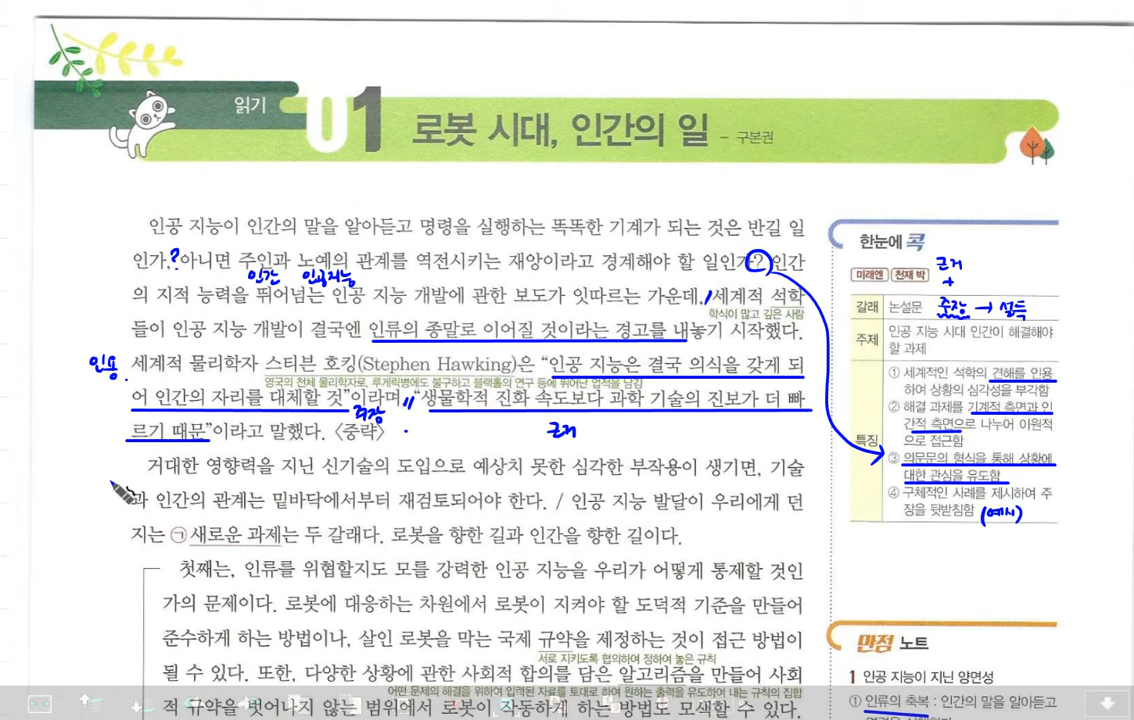 읽기
01 로봇 시대, 인간의 일 - 구본권
인공 지능이 인간의 말을 알아듣고 명령을 실행하는 똑똑한 기계가 되는 것은 반길 일
인가,? 아니면 주인과 노예의 관계를 역전시키는 재앙이라고 경계해야 할 일인가? 인간
인간 인공지능
의 지적 능력을 뛰어넘는 인공 지능 개발에 관한 보도가 잇따르는 가운데, 세계적 석학
학식이 많고 깊은 사람
들이 인공 지능 개발이 결국엔 인류의 종말로 이어질 것이라는 경고를 내놓기 시작했다.
인용
세계적 물리학자 스티븐 호킹(Stephen Hawking)은 “인공 지능은 결국 의식을 갖게 되
영국의 천체 물리학자로, 루게릭병에도 불구하고 블랙홀의 연구 등에 뛰어난 업적을 남김
어 인간의 자리를 대체할 것”이라며, “생물학적 진화 속도보다 과학 기술의 진보가 더 빠
주장
르기 때문”이라고 말했다. 〈중략〉
근거
거대한 영향력을 지닌 신기술의 도입으로 예상치 못한 심각한 부작용이 생기면, 기술
과 인간의 관계는 밑바닥에서부터 재검토되어야 한다. / 인공 지능 발달이 우리에게 던
지는 ㉠새로운 과제는 두 갈래다. 로봇을 향한 길과 인간을 향한 길이다.
첫째는, 인류를 위협할지도 모를 강력한 인공 지능을 우리가 어떻게 통제할 것인
가의 문제이다. 로봇에 대응하는 차원에서 로봇이 지켜야 할 도덕적 기준을 만들어
준수하게 하는 방법이나, 살인 로봇을 막는 국제 규약을 제정하는 것이 접근 방법이
서로 지키도록 협의하여 정하여 놓은 규칙
될 수 있다. 또한, 다양한 상황에 관한 사회적 합의를 담은 알고리즘을 만들어 사회
어떤 문제의 해결을 위하여 입력된 자료를 토대로 하여 원하는 출력을 유도하여 내는 규칙의 집합
적 규약을 벗어나지 않는 범위에서 로봇이 작동하게 하는 방법도 모색할 수 있다.
한눈에 콕
미래엔 천재 박
근거
+
갈래 논설문 주장 → 설득
주제 인공 지능 시대 인간이 해결해야
할 과제
특징
① 세계적인 석학의 견해를 인용
하여 상황의 심각성을 부각함
② 해결 과제를 기계적 측면과 인
간적 측면으로 나누어 이원적
으로 접근함
③ 의문문의 형식을 통해 상황에
대한 관심을 유도함
④ 구체적인 사례를 제시하여 주
장을 뒷받침함 (예시)
만점 노트
1 인공 지능이 지닌 양면성
① 인류의 축복 : 인간의 말을 알아듣고